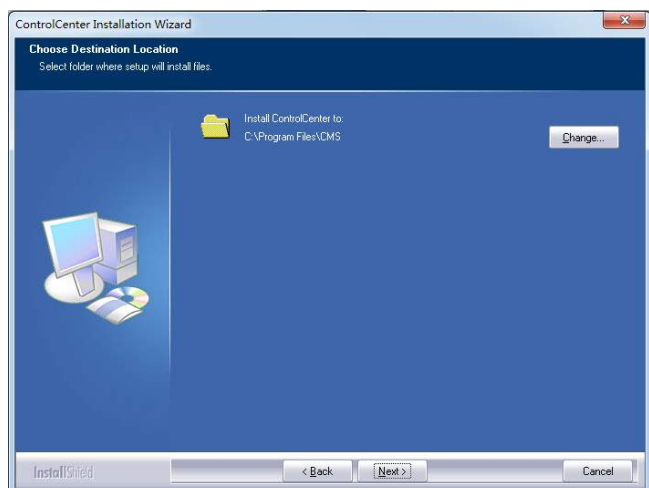 ControlCenter Installation Wizard
Choose Destination Location
Select folder where setup will install files.
Install ControlCenter to:
C:\Program Files\CMS
Change...
InstallShield
< Back
Next >
Cancel